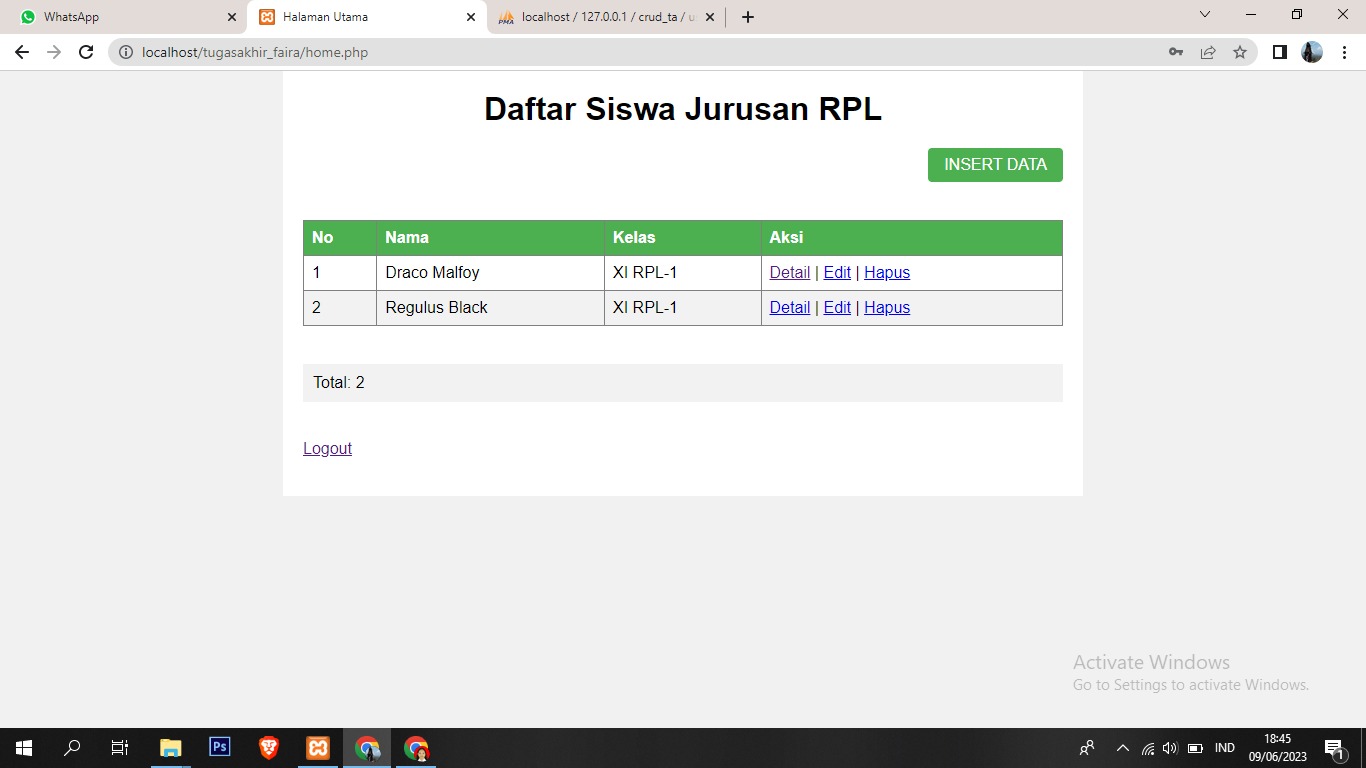 WhatsApp
Halaman Utama
localhost / 127.0.0.1 / crud_ta / u
localhost/tugasakhir_faira/home.php
Daftar Siswa Jurusan RPL
INSERT DATA
No Nama Kelas Aksi
1 Draco Malfoy XI RPL-1 Detail | Edit | Hapus
2 Regulus Black XI RPL-1 Detail | Edit | Hapus
Total: 2
Logout
Activate Windows
Go to Settings to activate Windows.
Ps
IND
18:45
09/06/2023
1